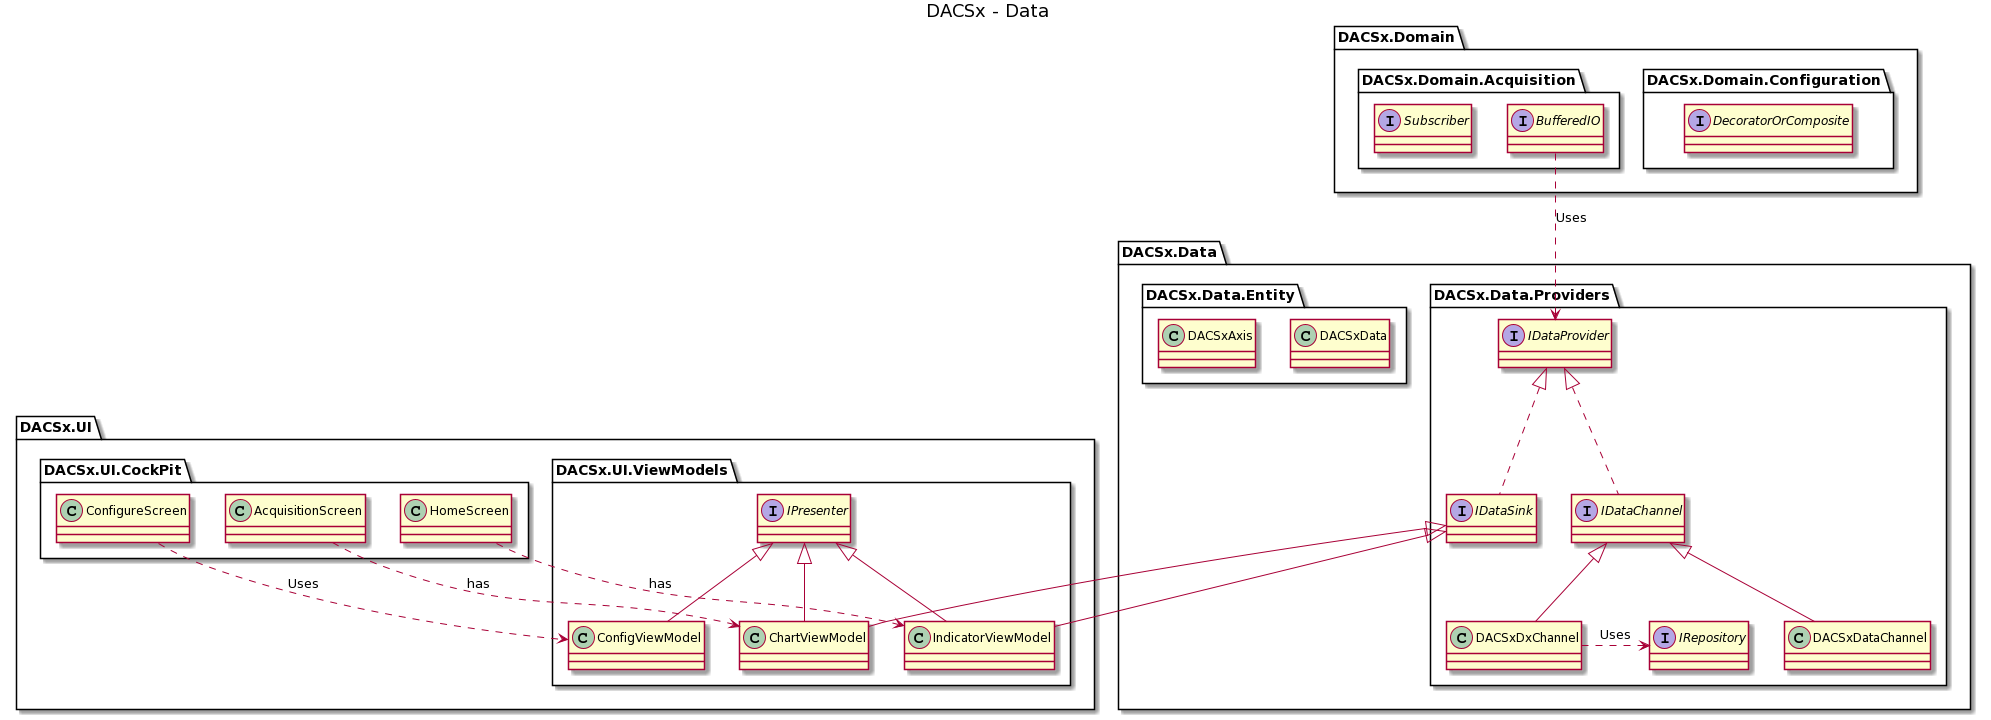 DACSx - Data
DACSx.Domain
DACSx.Domain.Acquisition
DACSx.Domain.Configuration
I Subscriber
I BufferedIO
I DecoratorOrComposite
Uses
DACSx.Data
DACSx.Data.Entity
DACSx.Data.Providers
C DACSxAxis
C DACSxData
I IDataProvider
DACSx.UI
DACSx.UI.CockPit
DACSx.UI.ViewModels
C ConfigureScreen
C AcquisitionScreen
C HomeScreen
I IPresenter
I IDataSink
I IDataChannel
Uses
has
has
C ConfigViewModel
C ChartViewModel
C IndicatorViewModel
C DACSxDxChannel
Uses
I IRepository
C DACSxDataChannel